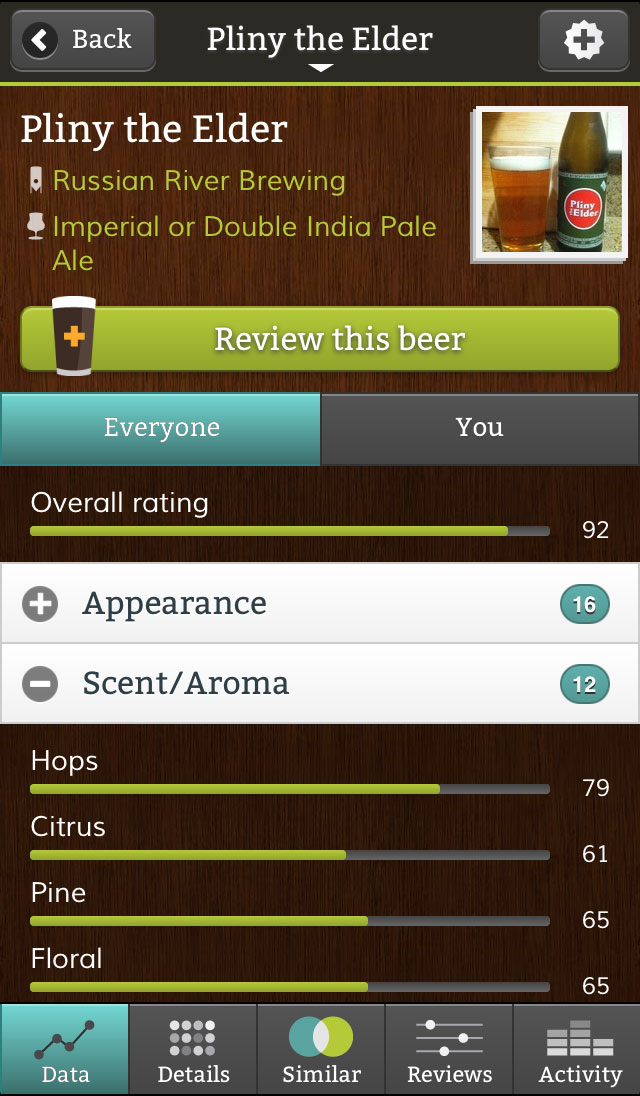 Back
Pliny the Elder
Pliny the Elder
Russian River Brewing
Imperial or Double India Pale
Ale
Pliny
the Elder
Review this beer
Everyone
You
Overall rating
92
Appearance
16
Scent/Aroma
12
Hops
79
Citrus
61
Pine
65
Floral
65
Data
Details
Similar
Reviews
Activity